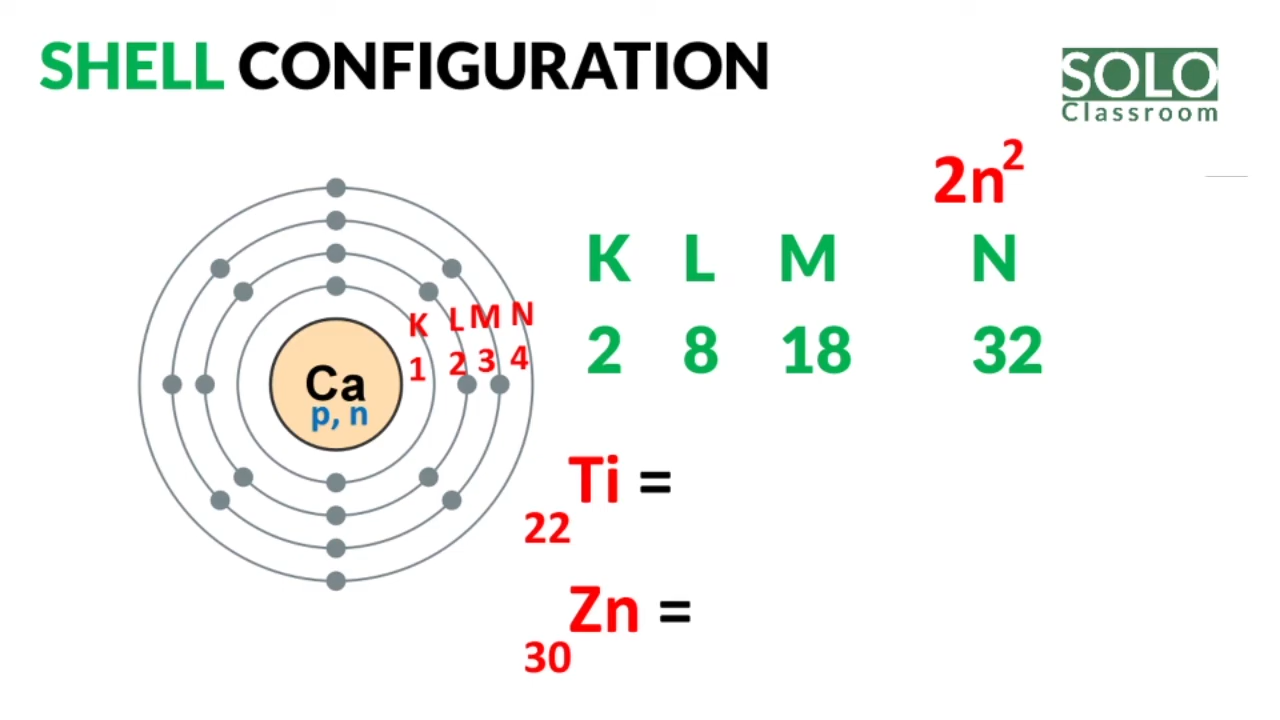 SHELL CONFIGURATION
SOLO
Classroom
2n²
K L M N
2 8 18 32
K L M N
1 2 3 4
Ca
p, n
₂₂Ti =
₃₀Zn =